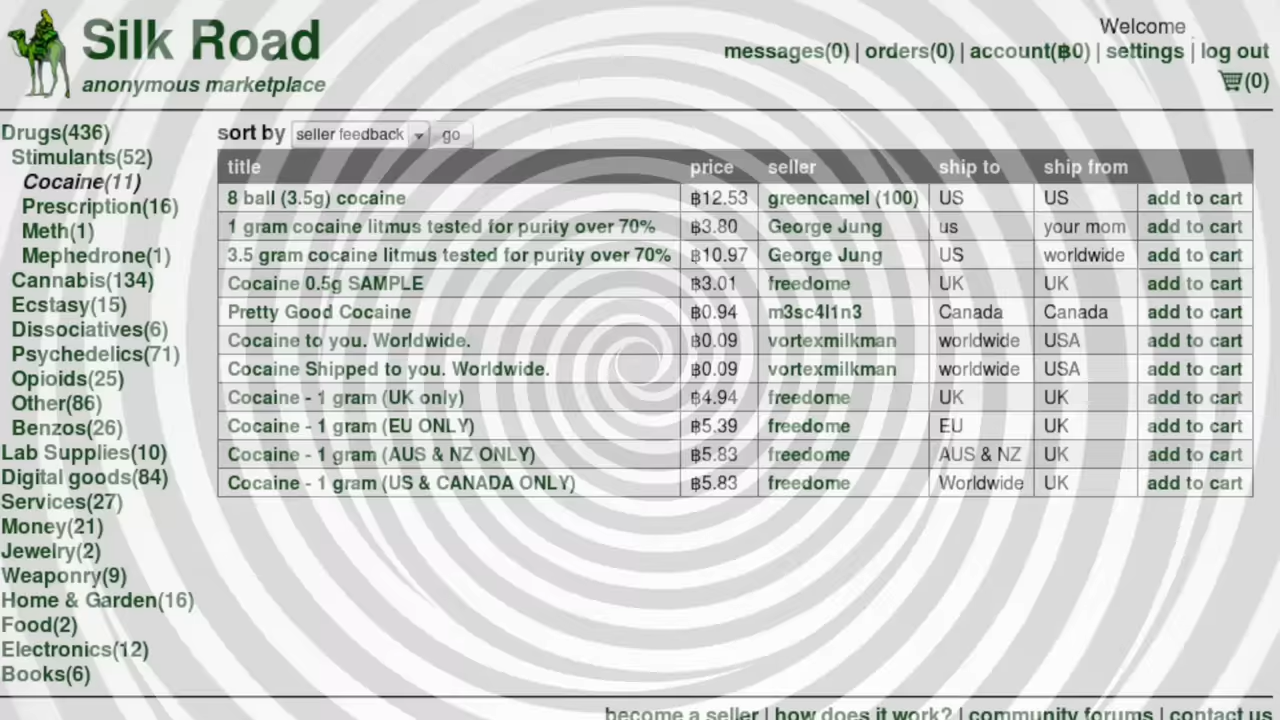 Silk Road
anonymous marketplace
Welcome
messages(0) | orders(0) | account(฿0) | settings | log out
(0)
Drugs(436)
Stimulants(52)
Cocaine(11)
Prescription(16)
Meth(1)
Mephedrone(1)
Cannabis(134)
Ecstasy(15)
Dissociatives(6)
Psychedelics(71)
Opioids(25)
Other(86)
Benzos(26)
Lab Supplies(10)
Digital goods(84)
Services(27)
Money(21)
Jewelry(2)
Weaponry(9)
Home & Garden(16)
Food(2)
Electronics(12)
Books(6)
sort by seller feedback go
title price seller ship to ship from
8 ball (3.5g) cocaine ฿12.53 greencamel (100) US US add to cart
1 gram cocaine litmus tested for purity over 70% ฿3.80 George Jung us your mom add to cart
3.5 gram cocaine litmus tested for purity over 70% ฿10.97 George Jung US worldwide add to cart
Cocaine 0.5g SAMPLE ฿3.01 freedome UK UK add to cart
Pretty Good Cocaine ฿0.94 m3sc4l1n3 Canada Canada add to cart
Cocaine to you. Worldwide. ฿0.09 vortexmilkman worldwide USA add to cart
Cocaine Shipped to you. Worldwide. ฿0.09 vortexmilkman worldwide USA add to cart
Cocaine - 1 gram (UK only) ฿4.94 freedome UK UK add to cart
Cocaine - 1 gram (EU ONLY) ฿5.39 freedome EU UK add to cart
Cocaine - 1 gram (AUS & NZ ONLY) ฿5.83 freedome AUS & NZ UK add to cart
Cocaine - 1 gram (US & CANADA ONLY) ฿5.83 freedome Worldwide UK add to cart
become a seller | how does it work? | community forums | contact us